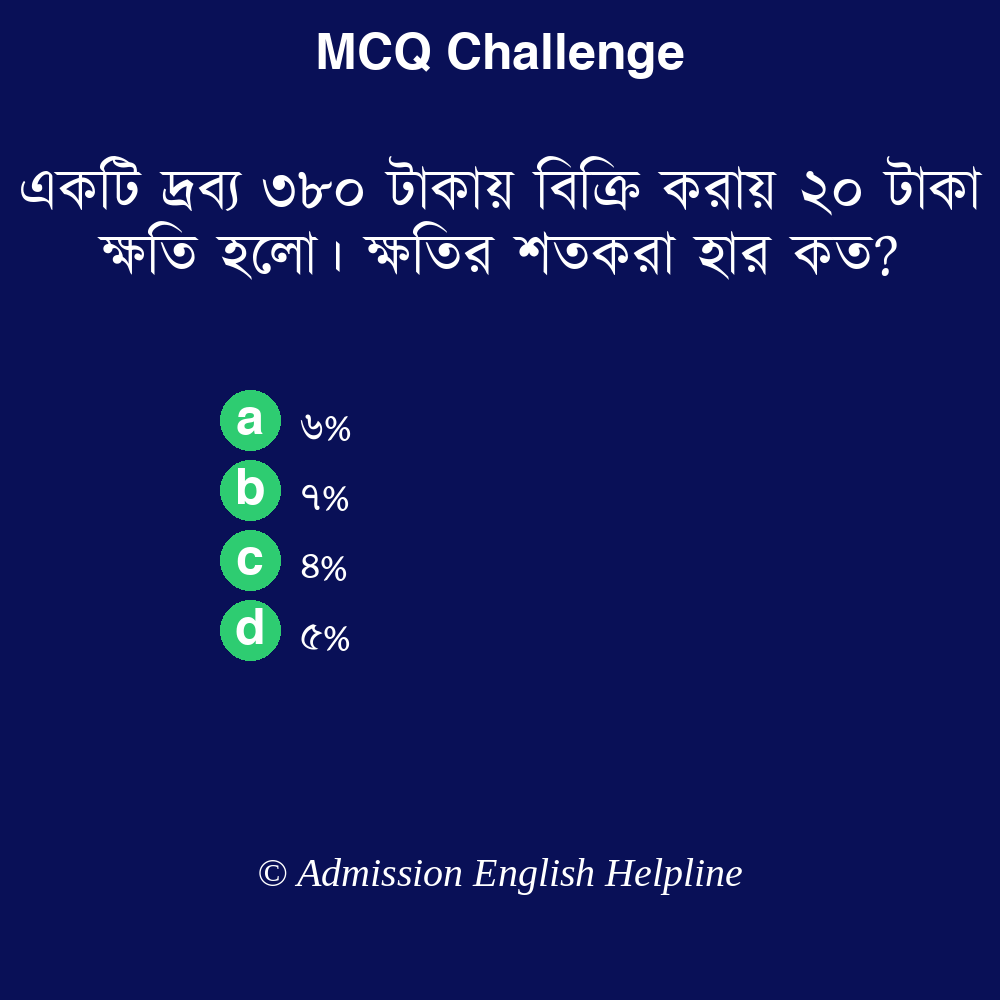 MCQ Challenge
একটি দ্রব্য ৩৮০ টাকায় বিক্রি করায় ২০ টাকা
ক্ষতি হলো। ক্ষতির শতকরা হার কত?
a ৬%
b ৭%
c ৪%
d ৫%
© Admission English Helpline